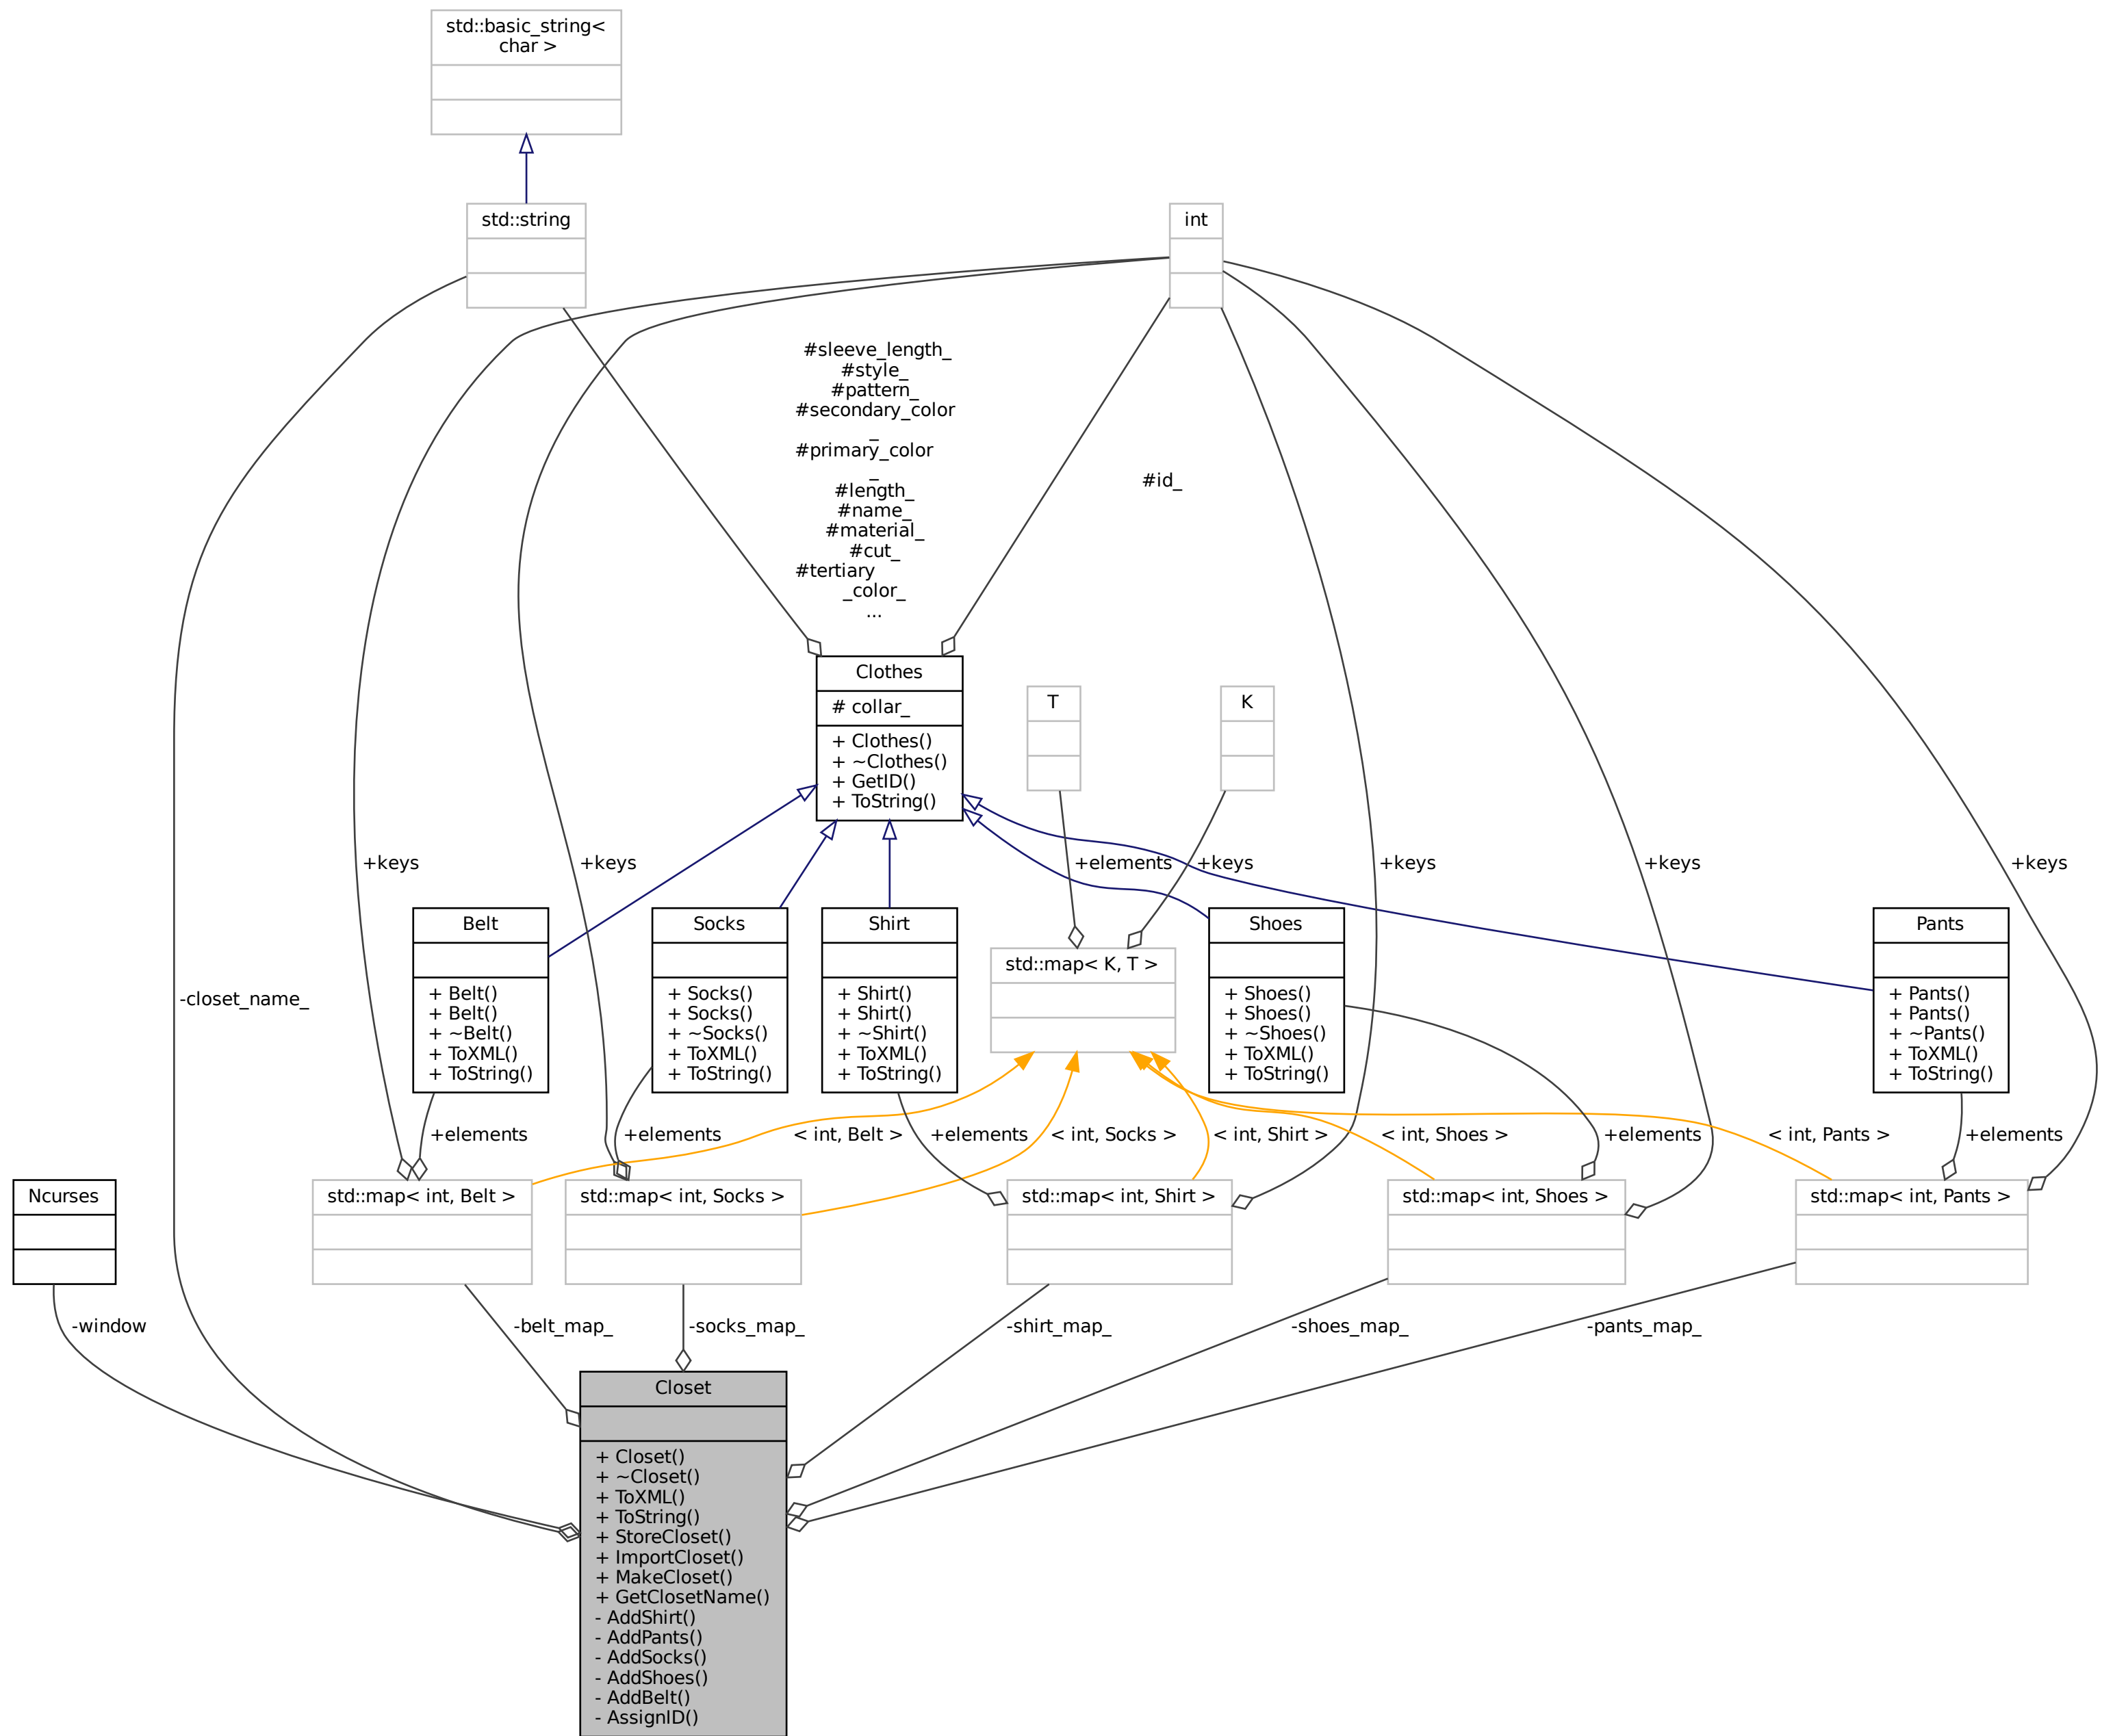 std::basic_string<
char >
std::string
int
#sleeve_length_
#style_
#pattern_
#secondary_color
_
#primary_color
_
#length_
#name_
#material_
#cut_
#tertiary
_color_
...
#id_
Clothes
# collar_
+ Clothes()
+ ~Clothes()
+ GetID()
+ ToString()
T
K
+keys
+keys
+elements
+keys
+keys
+keys
+keys
-closet_name_
Belt
+ Belt()
+ Belt()
+ ~Belt()
+ ToXML()
+ ToString()
Socks
+ Socks()
+ Socks()
+ ~Socks()
+ ToXML()
+ ToString()
Shirt
+ Shirt()
+ Shirt()
+ ~Shirt()
+ ToXML()
+ ToString()
std::map< K, T >
Shoes
+ Shoes()
+ Shoes()
+ ~Shoes()
+ ToXML()
+ ToString()
Pants
+ Pants()
+ Pants()
+ ~Pants()
+ ToXML()
+ ToString()
+elements
+elements
< int, Belt >
+elements
< int, Socks >
< int, Shirt >
< int, Shoes >
+elements
< int, Pants >
+elements
Ncurses
std::map< int, Belt >
std::map< int, Socks >
std::map< int, Shirt >
std::map< int, Shoes >
std::map< int, Pants >
-window
-belt_map_
-socks_map_
-shirt_map_
-shoes_map_
-pants_map_
Closet
+ Closet()
+ ~Closet()
+ ToXML()
+ ToString()
+ StoreCloset()
+ ImportCloset()
+ MakeCloset()
+ GetClosetName()
- AddShirt()
- AddPants()
- AddSocks()
- AddShoes()
- AddBelt()
- AssignID()